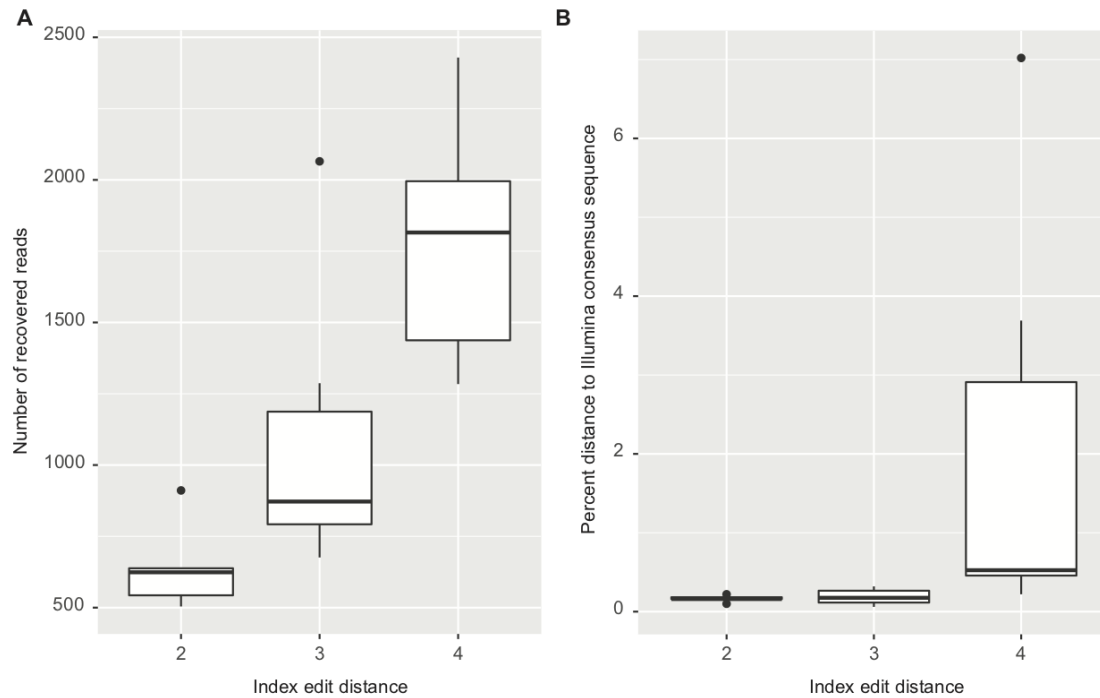 A
Number of recovered reads
2500
2000
1500
1000
500
2 3 4
Index edit distance
B
Percent distance to Illumina consensus sequence
6
4
2
0
2 3 4
Index edit distance